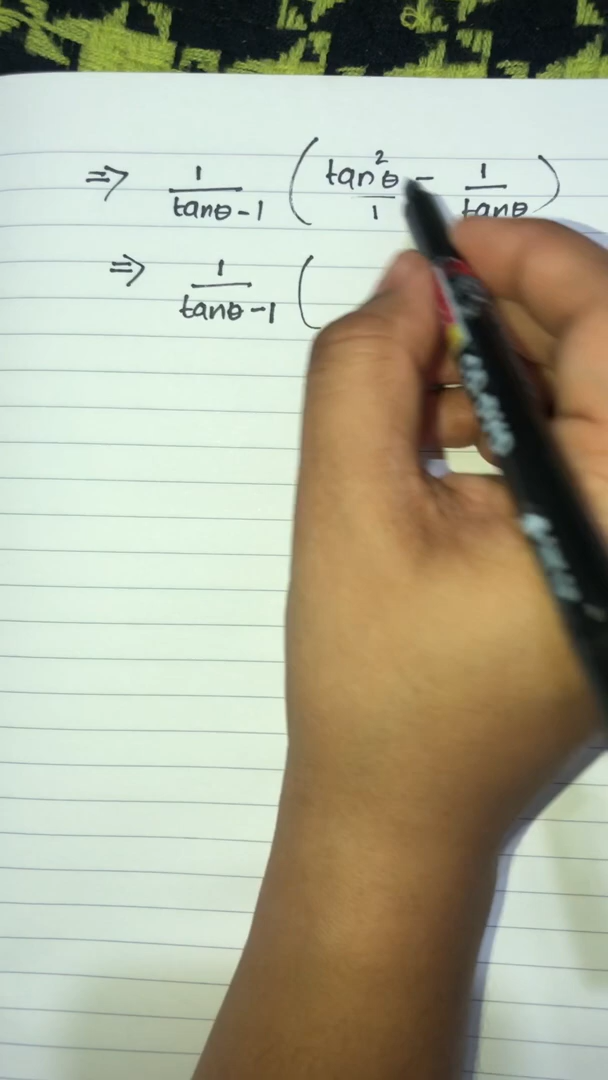 ⇒ 1/(tanθ-1) ( tan²θ/1 - 1/tanθ )
⇒ 1/(tanθ-1) (